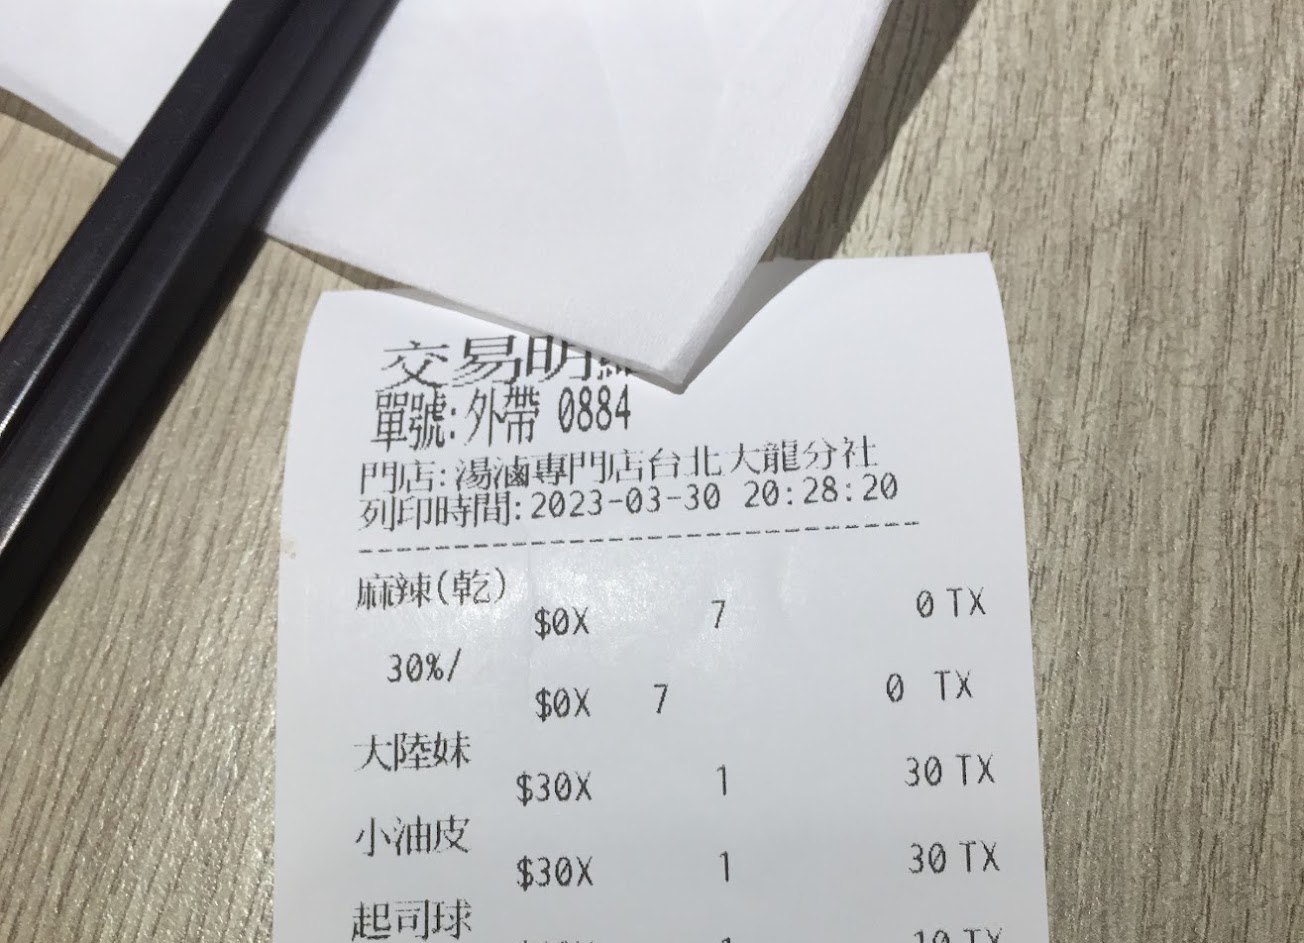 交易明
單號:外帶 0884
門店:湯滷專門店台北大龍分社
列印時間:2023-03-30 20:28:20
--------------------------------
麻辣(乾)
$0X 7 0 TX
30%/
$0X 7 0 TX
大陸妹
$30X 1 30 TX
小油皮
$30X 1 30 TX
起司球
1 10 TX